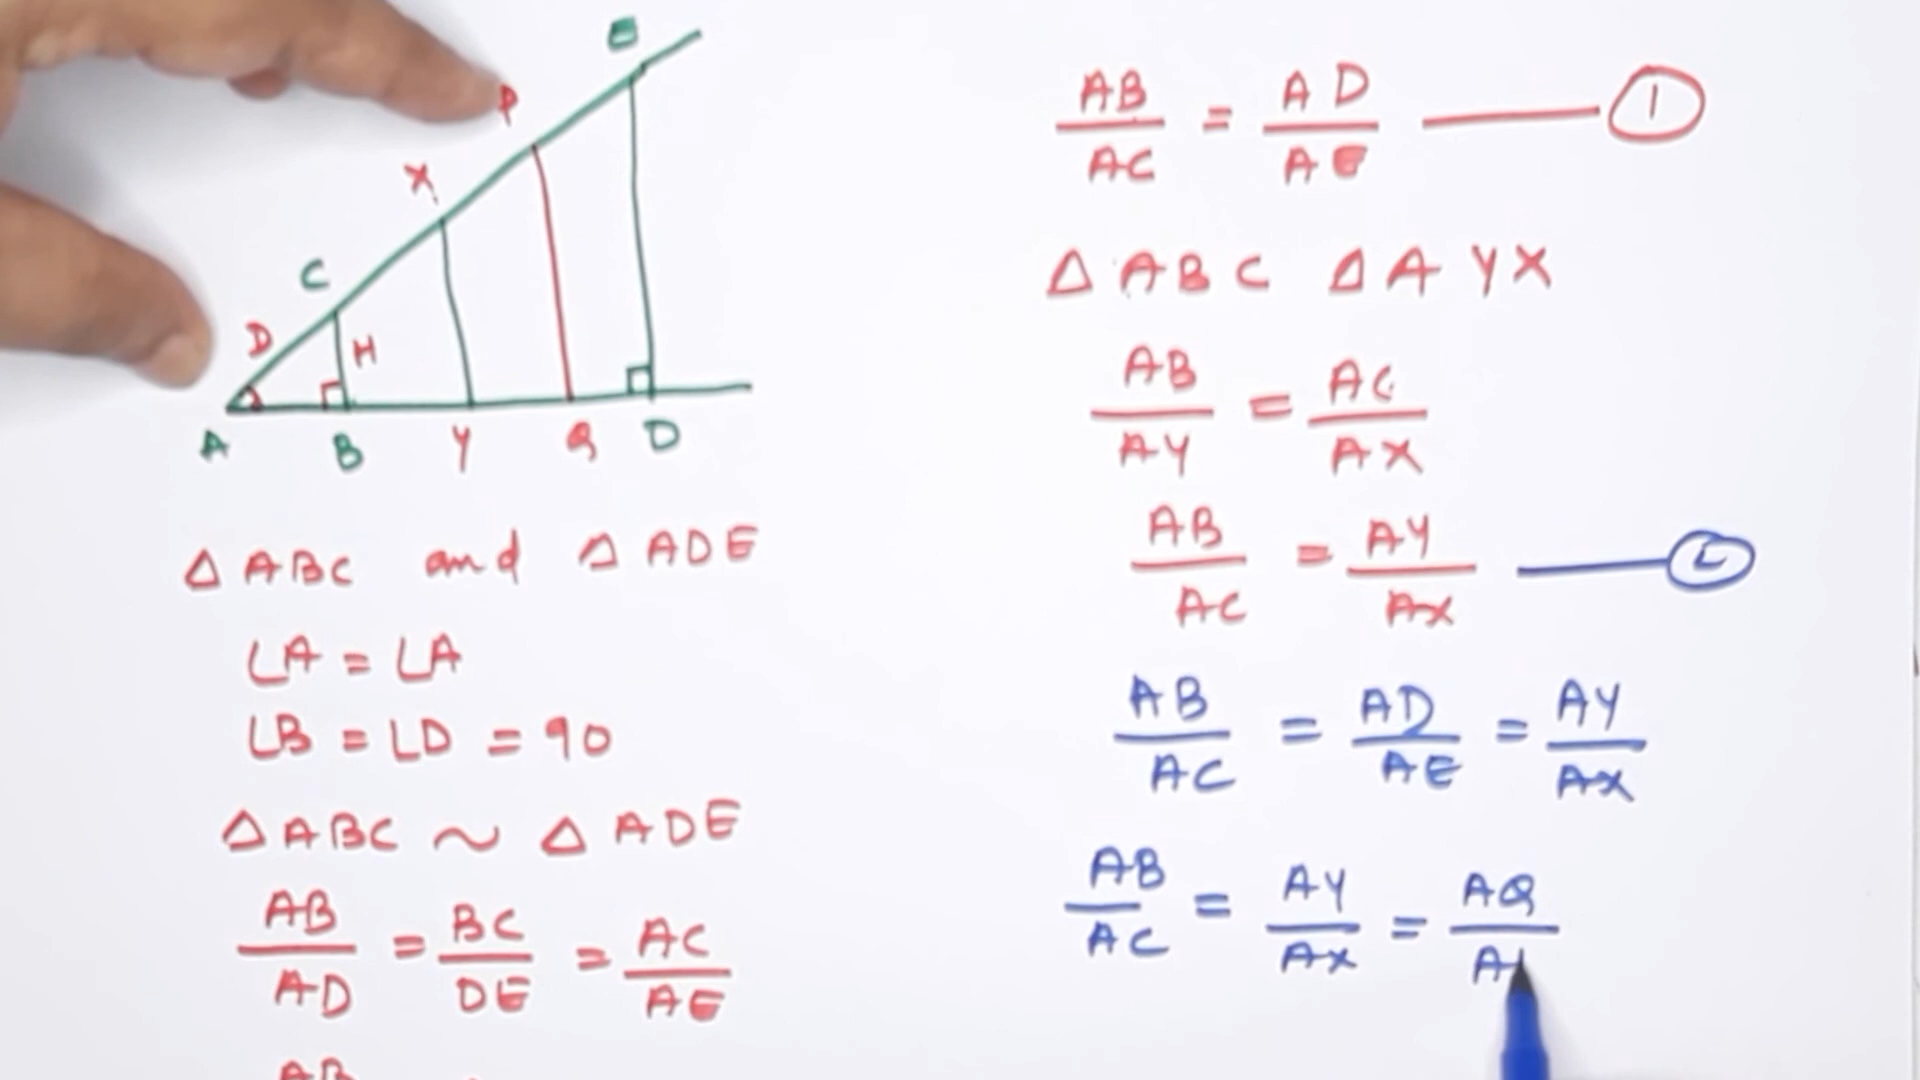 E
P
X
C
D H
A B Y Q D
△ ABC and △ ADE
∠A = ∠A
∠B = ∠D = 90
△ ABC ~ △ ADE
AB/AD = BC/DE = AC/AE
AB
AB/AC = AD/AE —— ①
△ ABC △ AYX
AB/AY = AC/AX
AB/AC = AY/AX —— ②
AB/AC = AD/AE = AY/AX
AB/AC = AY/AX = AQ/A